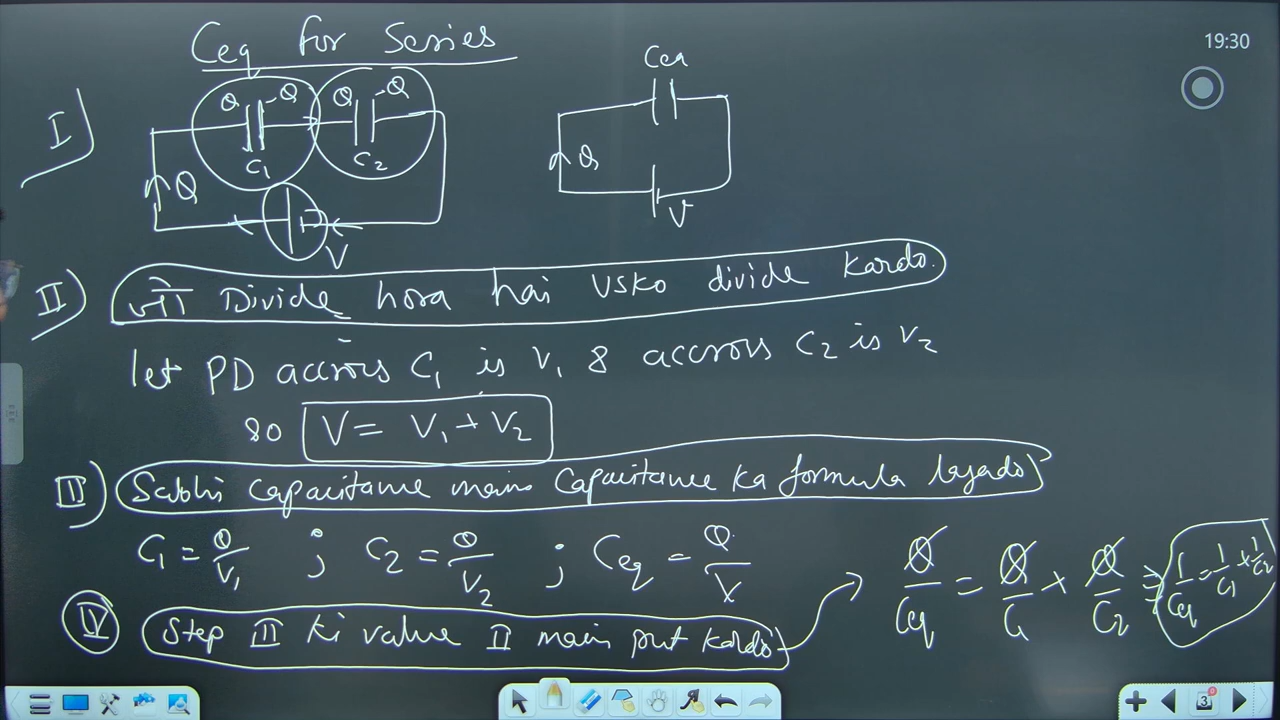 Ceq for Series
19:30
I)
Q -Q Q -Q
C1 C2
Q
V
Ceq
Q
V
II) जो Divide hora hai Usko divide Kardo.
let PD accross C1 is V1 & accross C2 is V2
so V = V1 + V2
III) Sabhi capacitance main Capacitance ka formula lagado
C1 = Q/V1 ; C2 = Q/V2 ; Ceq = Q/V
IV) Step III ki value II main put Kardo
Q/Ceq = Q/C1 + Q/C2 ⇒ 1/Ceq = 1/C1 + 1/C2
3